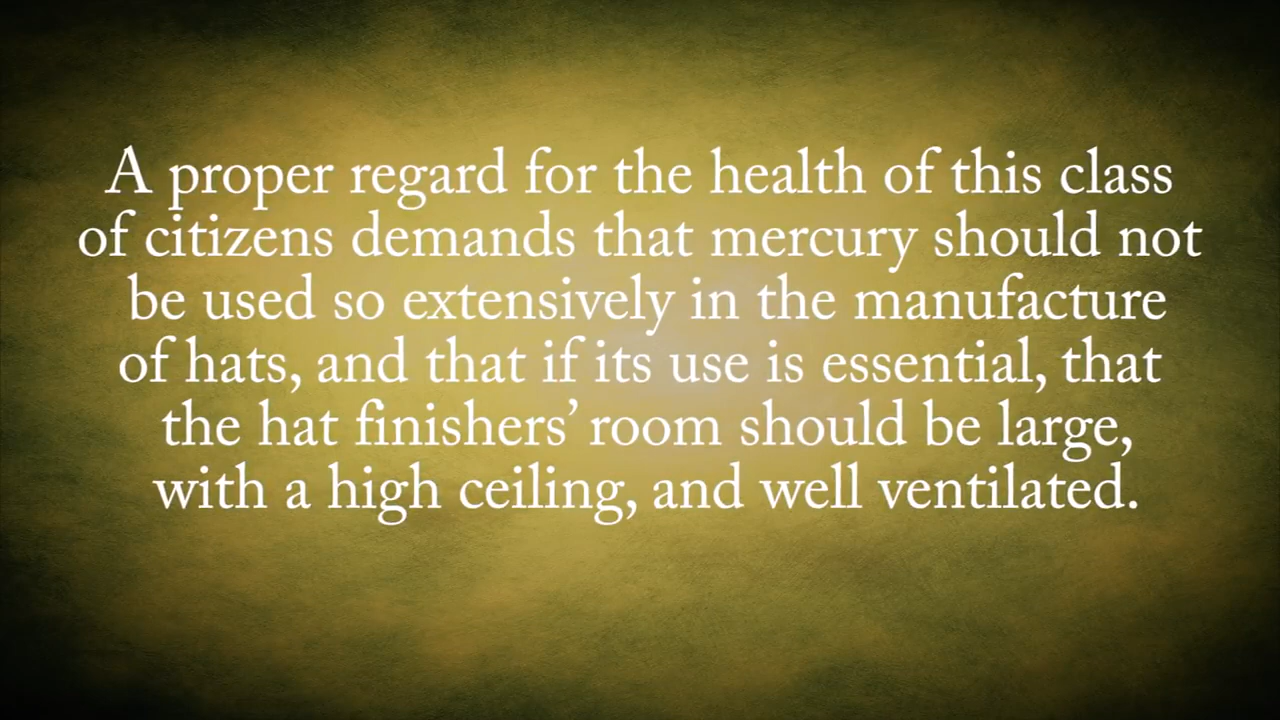 A proper regard for the health of this class
of citizens demands that mercury should not
be used so extensively in the manufacture
of hats, and that if its use is essential, that
the hat finishers’ room should be large,
with a high ceiling, and well ventilated.